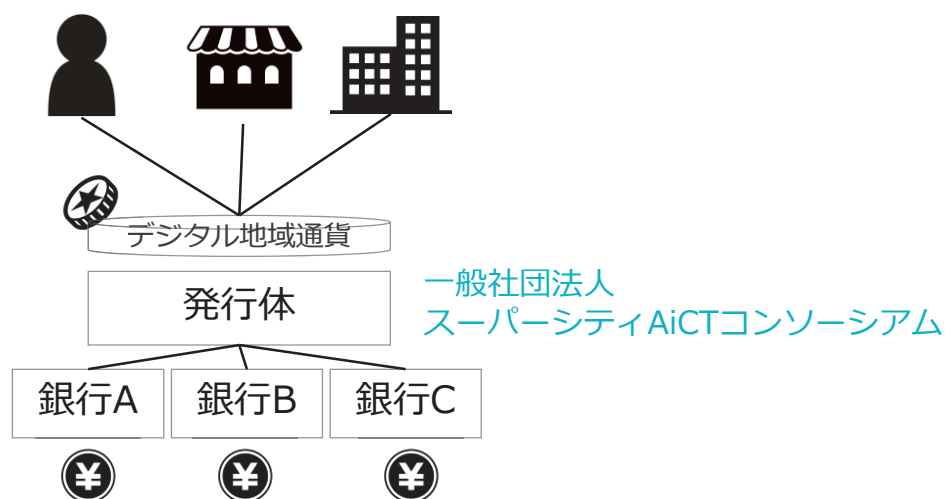 デジタル地域通貨
発行体
一般社団法人
スーパーシティAiCTコンソーシアム
銀行A 銀行B 銀行C
¥ ¥ ¥